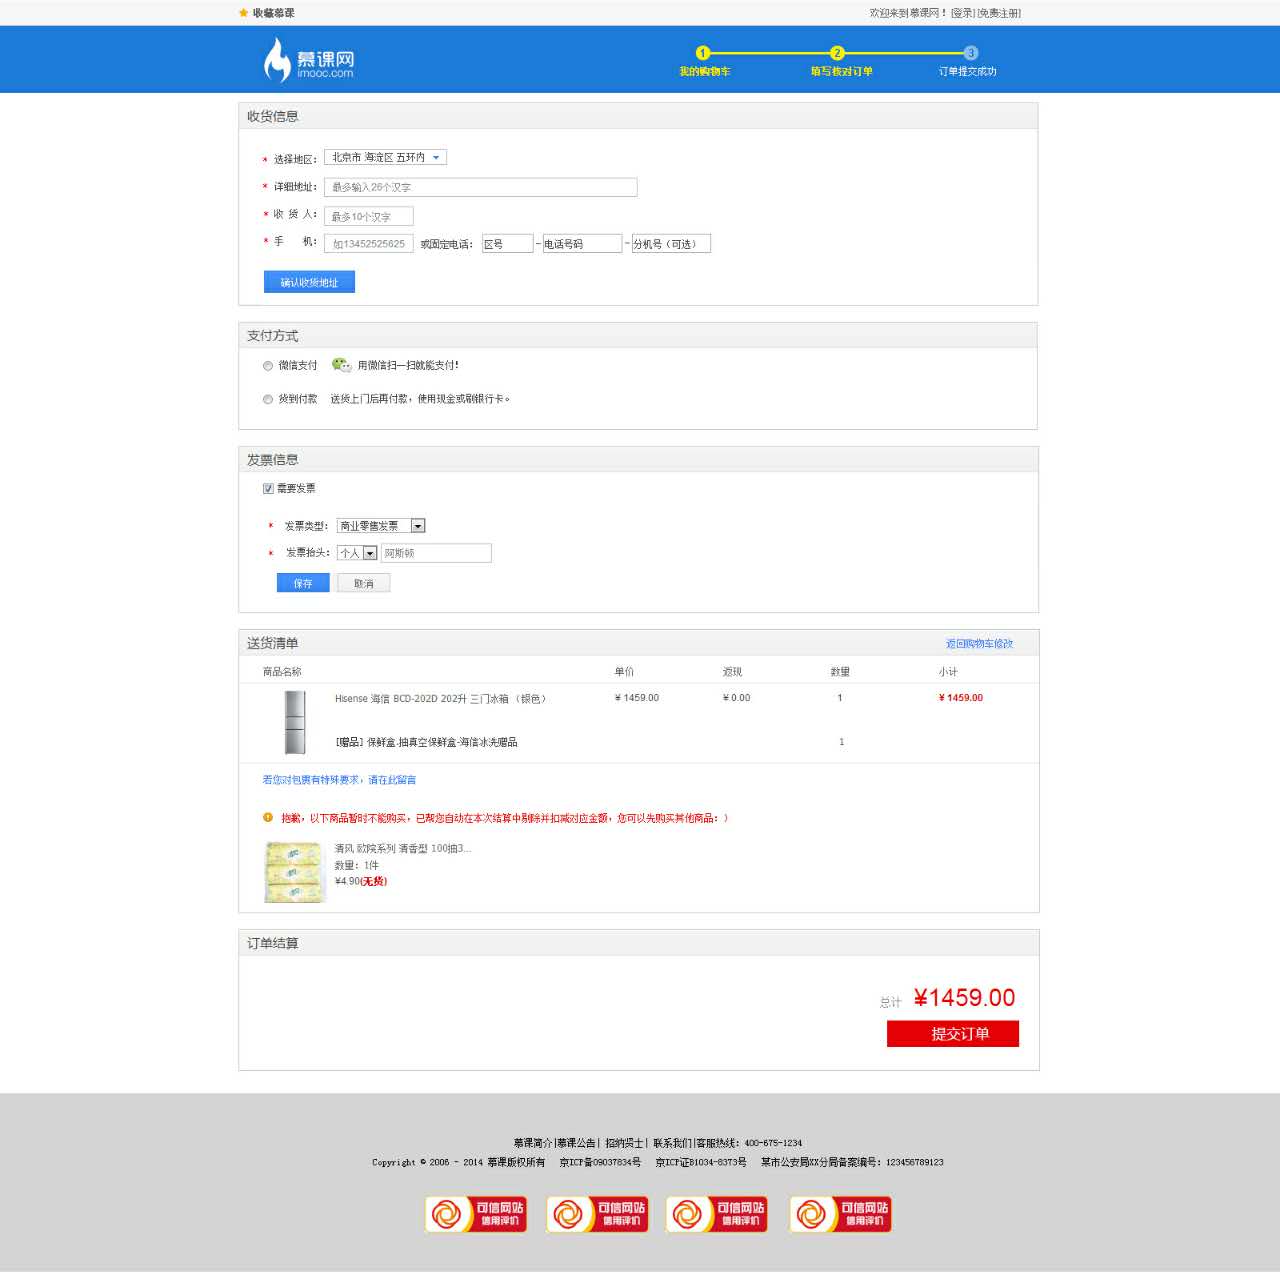 收藏慕课
欢迎来到慕课网！ [登录] [免费注册]
慕课网
imooc.com
1 2 3
我的购物车 填写核对订单 订单提交成功
收货信息
* 选择地区： 北京市 海淀区 五环内
* 详细地址： 最多输入26个汉字
* 收 货 人： 最多10个汉字
* 手 机： 如13452525625 或固定电话： 区号 - 电话号码 - 分机号（可选）
确认收货地址
支付方式
微信支付 用微信扫一扫就能支付!
货到付款 送货上门后再付款，使用现金或刷银行卡。
发票信息
需要发票
* 发票类型： 商业零售发票
* 发票抬头： 个人 阿斯顿
保存 取消
送货清单 返回购物车修改
商品名称 单价 返现 数量 小计
Hisense 海信 BCD-202D 202升 三门冰箱 （银色） ¥ 1459.00 ¥ 0.00 1 ¥ 1459.00
[赠品] 保鲜盒-抽真空保鲜盒-海信冰洗赠品 1
若您对包裹有特殊要求，请在此留言
抱歉，以下商品暂时不能购买，已帮您自动在本次结算中剔除并扣减对应金额，您可以先购买其他商品：）
清风 欧院系列 清香型 100抽3...
数量：1件
¥4.90(无货)
订单结算
总计 ¥1459.00
提交订单
慕课简介|慕课公告| 招纳贤士| 联系我们|客服热线：400-675-1234
Copyright © 2006 - 2014 慕课版权所有 京ICP备09037834号 京ICP证B1034-8373号 某市公安局XX分局备案编号：123456789123
可信网站 可信网站 可信网站 可信网站
信用评价 信用评价 信用评价 信用评价